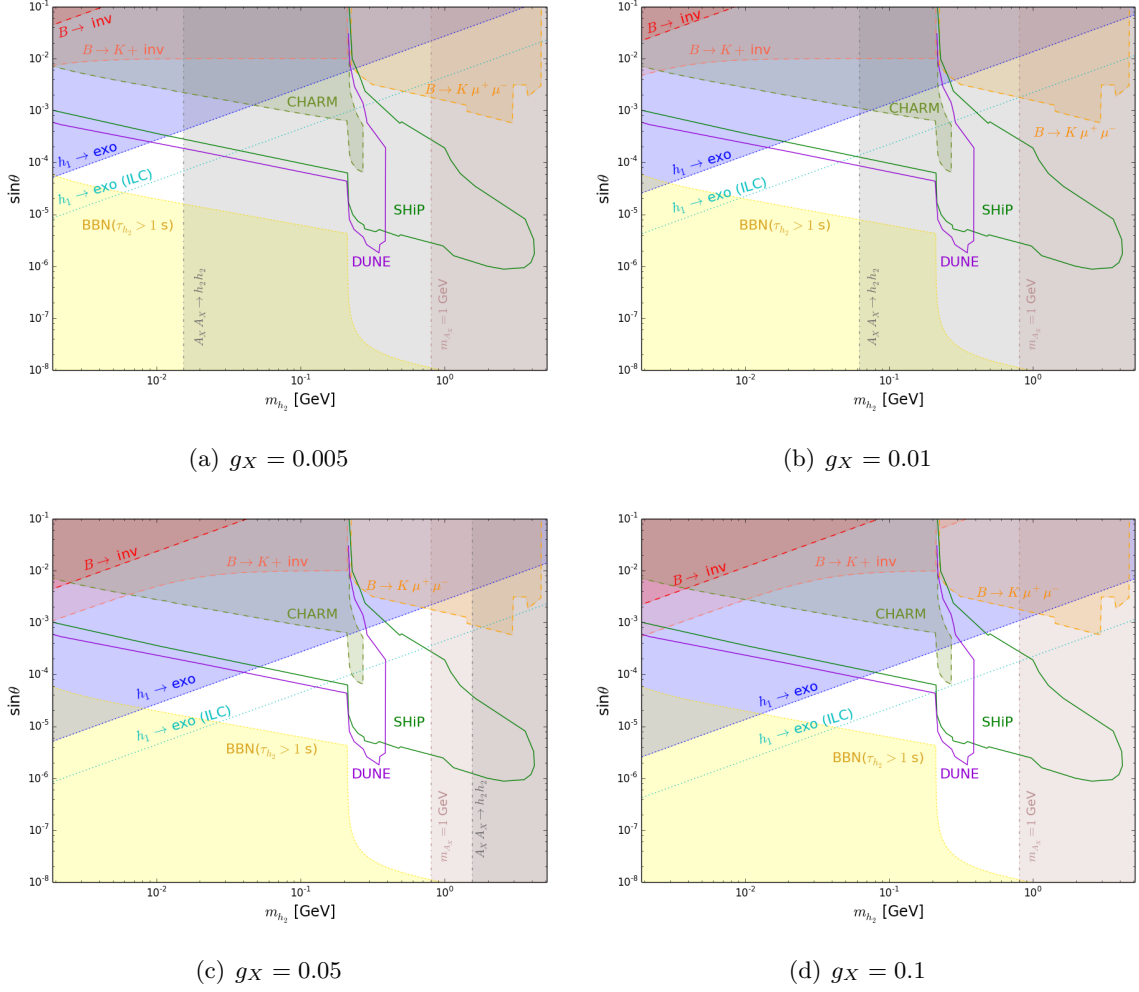 10⁻¹
10⁻²
10⁻³
10⁻⁴
10⁻⁵
10⁻⁶
10⁻⁷
10⁻⁸
sinθ
B → inv
B → K + inv
B → K μ⁺ μ⁻
CHARM
h₁ → exo
h₁ → exo (ILC)
BBN(τ_{h₂} > 1 s)
SHiP
DUNE
A_X A_X → h₂h₂
m_{A_X} = 1 GeV
10⁻² 10⁻¹ 10⁰
m_{h₂} [GeV]
(a) g_X = 0.005
10⁻¹
10⁻²
10⁻³
10⁻⁴
10⁻⁵
10⁻⁶
10⁻⁷
10⁻⁸
sinθ
B → inv
B → K + inv
CHARM
B → K μ⁺ μ⁻
h₁ → exo
h₁ → exo (ILC)
BBN(τ_{h₂} > 1 s)
SHiP
DUNE
A_X A_X → h₂h₂
m_{A_X} = 1 GeV
10⁻² 10⁻¹ 10⁰
m_{h₂} [GeV]
(b) g_X = 0.01
10⁻¹
10⁻²
10⁻³
10⁻⁴
10⁻⁵
10⁻⁶
10⁻⁷
10⁻⁸
sinθ
B → inv
B → K + inv
B → K μ⁺ μ⁻
CHARM
h₁ → exo
h₁ → exo (ILC)
SHiP
BBN(τ_{h₂} > 1 s)
DUNE
m_{A_X} = 1 GeV
A_X A_X → h₂h₂
10⁻² 10⁻¹ 10⁰
m_{h₂} [GeV]
(c) g_X = 0.05
10⁻¹
10⁻²
10⁻³
10⁻⁴
10⁻⁵
10⁻⁶
10⁻⁷
10⁻⁸
sinθ
B → inv
B → K + inv
B → K μ⁺ μ⁻
CHARM
h₁ → exo
h₁ → exo (ILC)
SHiP
BBN(τ_{h₂} > 1 s)
DUNE
m_{A_X} = 1 GeV
10⁻² 10⁻¹ 10⁰
m_{h₂} [GeV]
(d) g_X = 0.1